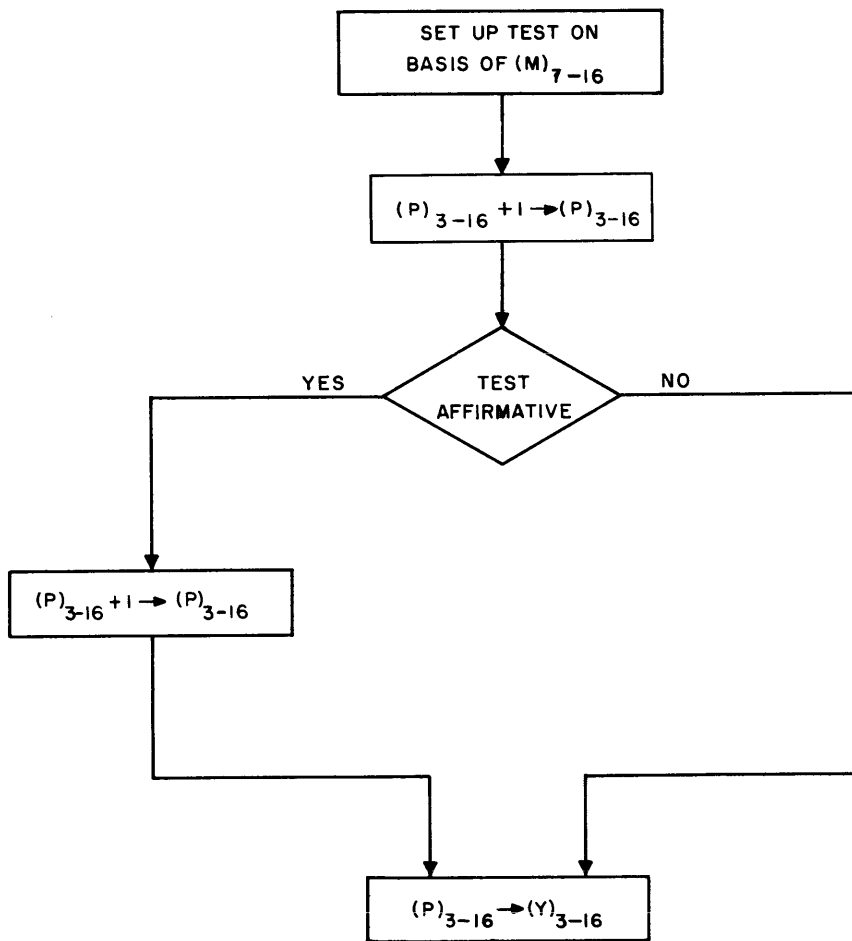 SET UP TEST ON
BASIS OF (M)7-16
(P)3-16 +1→(P)3-16
YES
TEST
AFFIRMATIVE
NO
(P)3-16 +1→(P)3-16
(P)3-16→(Y)3-16